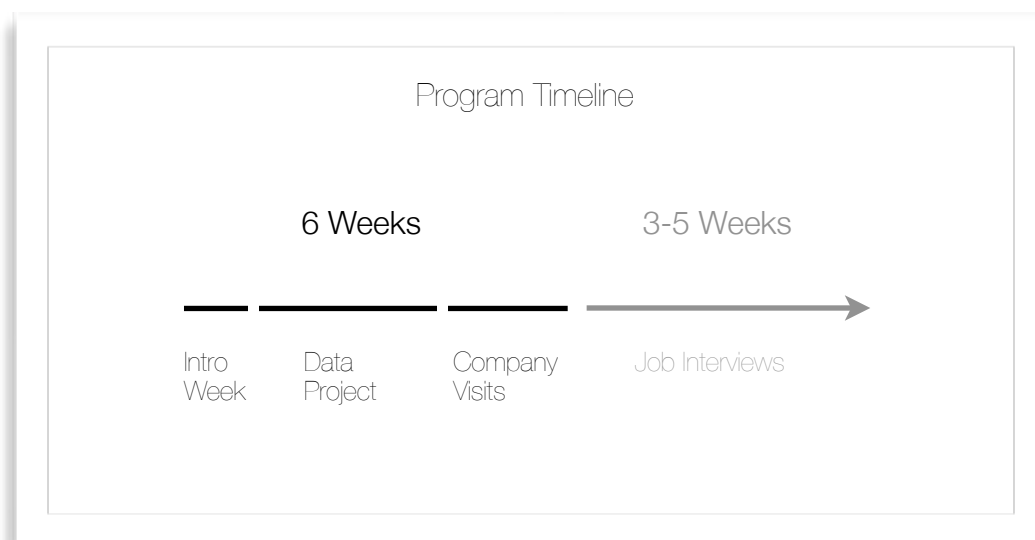 Program Timeline
6 Weeks
3-5 Weeks
Intro
Week
Data
Project
Company
Visits
Job Interviews